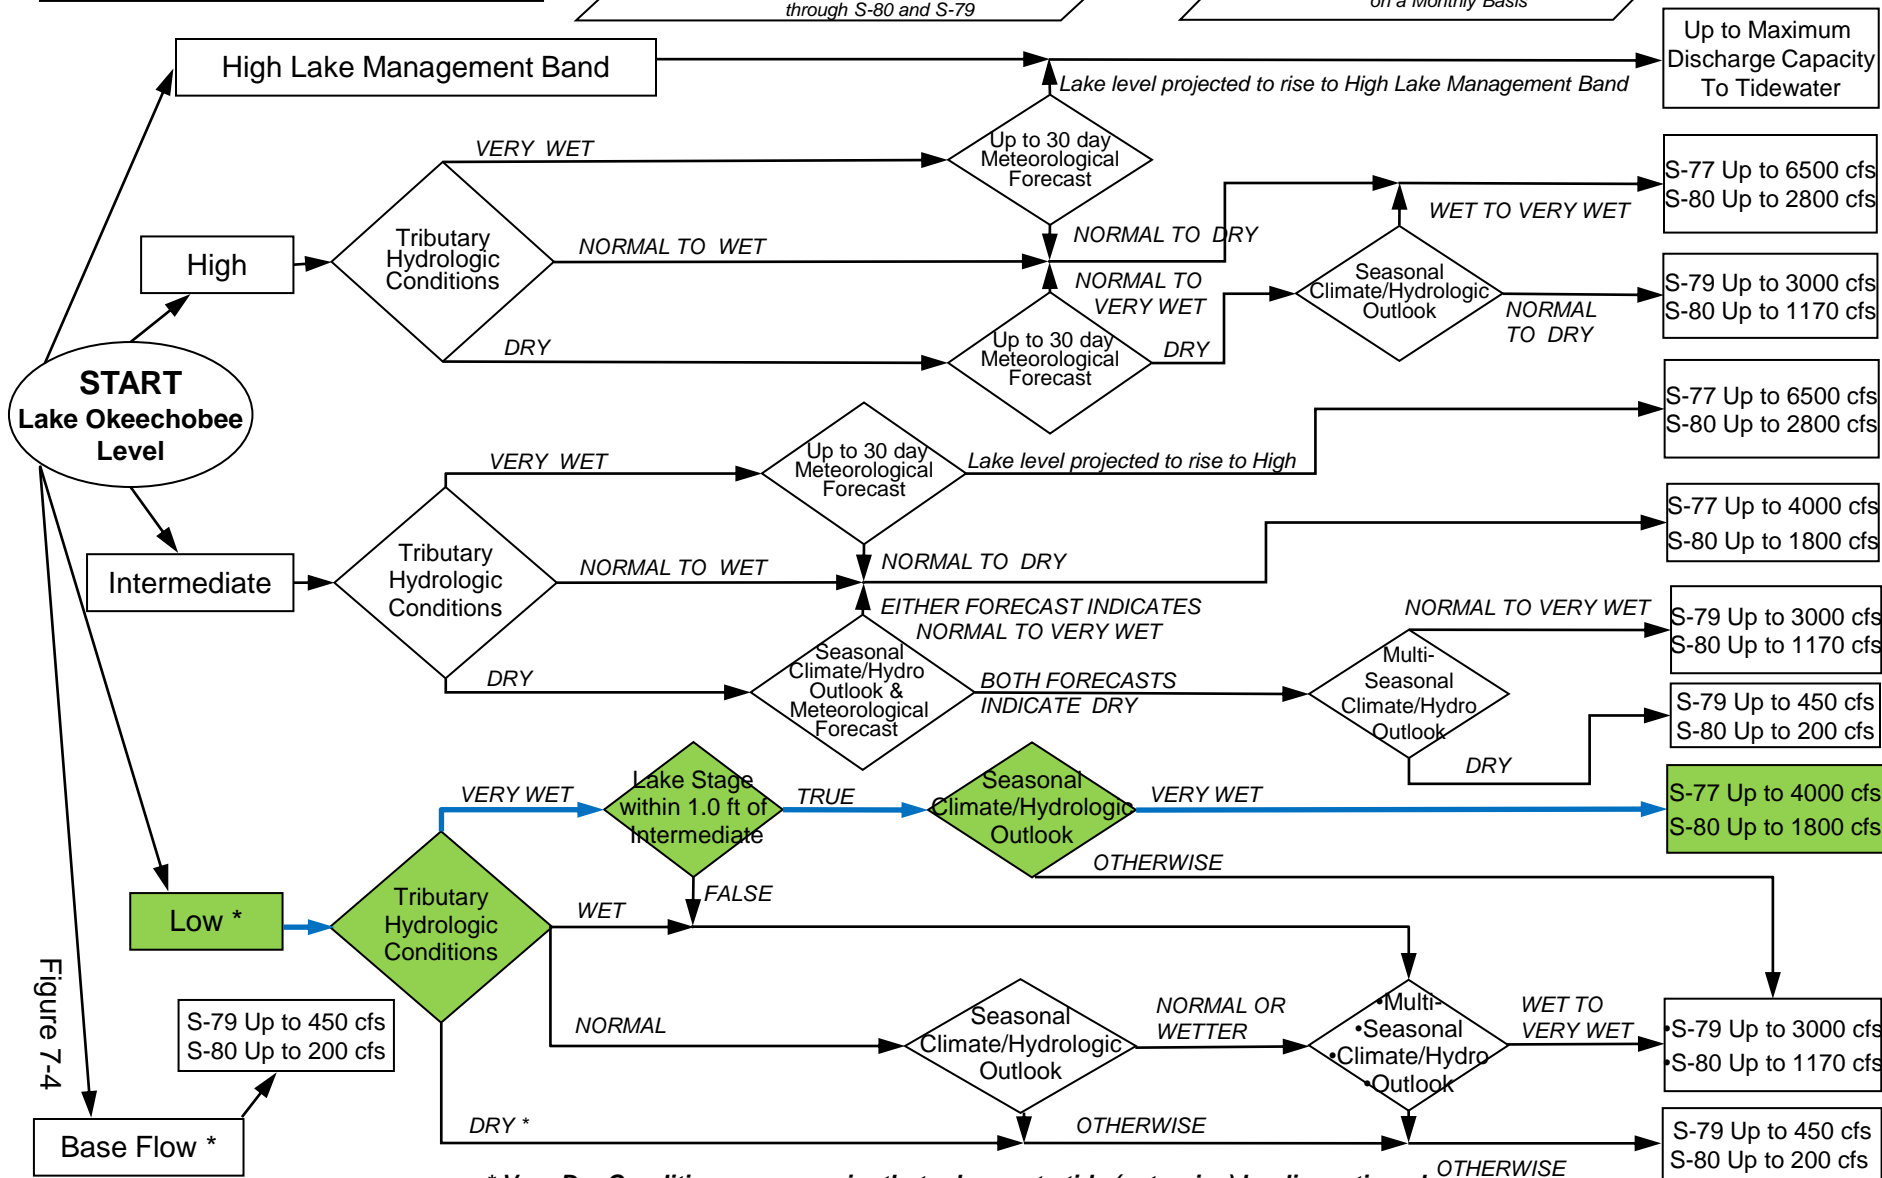 through S-80 and S-79
on a Monthly Basis
High Lake Management Band
Lake level projected to rise to High Lake Management Band
Up to Maximum
Discharge Capacity
To Tidewater
VERY WET
Up to 30 day
Meteorological
Forecast
S-77 Up to 6500 cfs
S-80 Up to 2800 cfs
WET TO VERY WET
High
Tributary
Hydrologic
Conditions
NORMAL TO WET
NORMAL TO DRY
NORMAL TO
VERY WET
Seasonal
Climate/Hydrologic
Outlook
NORMAL
TO DRY
S-79 Up to 3000 cfs
S-80 Up to 1170 cfs
DRY
Up to 30 day
Meteorological
Forecast
DRY
START
Lake Okeechobee
Level
VERY WET
Up to 30 day
Meteorological
Forecast
Lake level projected to rise to High
S-77 Up to 6500 cfs
S-80 Up to 2800 cfs
Intermediate
Tributary
Hydrologic
Conditions
NORMAL TO WET
NORMAL TO DRY
S-77 Up to 4000 cfs
S-80 Up to 1800 cfs
EITHER FORECAST INDICATES
NORMAL TO VERY WET
DRY
Seasonal
Climate/Hydro
Outlook &
Meteorological
Forecast
BOTH FORECASTS
INDICATE DRY
Multi-
Seasonal
Climate/Hydro
Outlook
NORMAL TO VERY WET
S-79 Up to 3000 cfs
S-80 Up to 1170 cfs
DRY
S-79 Up to 450 cfs
S-80 Up to 200 cfs
VERY WET
Lake Stage
within 1.0 ft of
Intermediate
TRUE
Seasonal
Climate/Hydrologic
Outlook
VERY WET
S-77 Up to 4000 cfs
S-80 Up to 1800 cfs
OTHERWISE
FALSE
Low *
Tributary
Hydrologic
Conditions
WET
NORMAL
Seasonal
Climate/Hydrologic
Outlook
NORMAL OR
WETTER
•Multi-
•Seasonal
•Climate/Hydro
•Outlook
WET TO
VERY WET
•S-79 Up to 3000 cfs
•S-80 Up to 1170 cfs
Figure 7-4
S-79 Up to 450 cfs
S-80 Up to 200 cfs
Base Flow *
DRY *
OTHERWISE
OTHERWISE
S-79 Up to 450 cfs
S-80 Up to 200 cfs